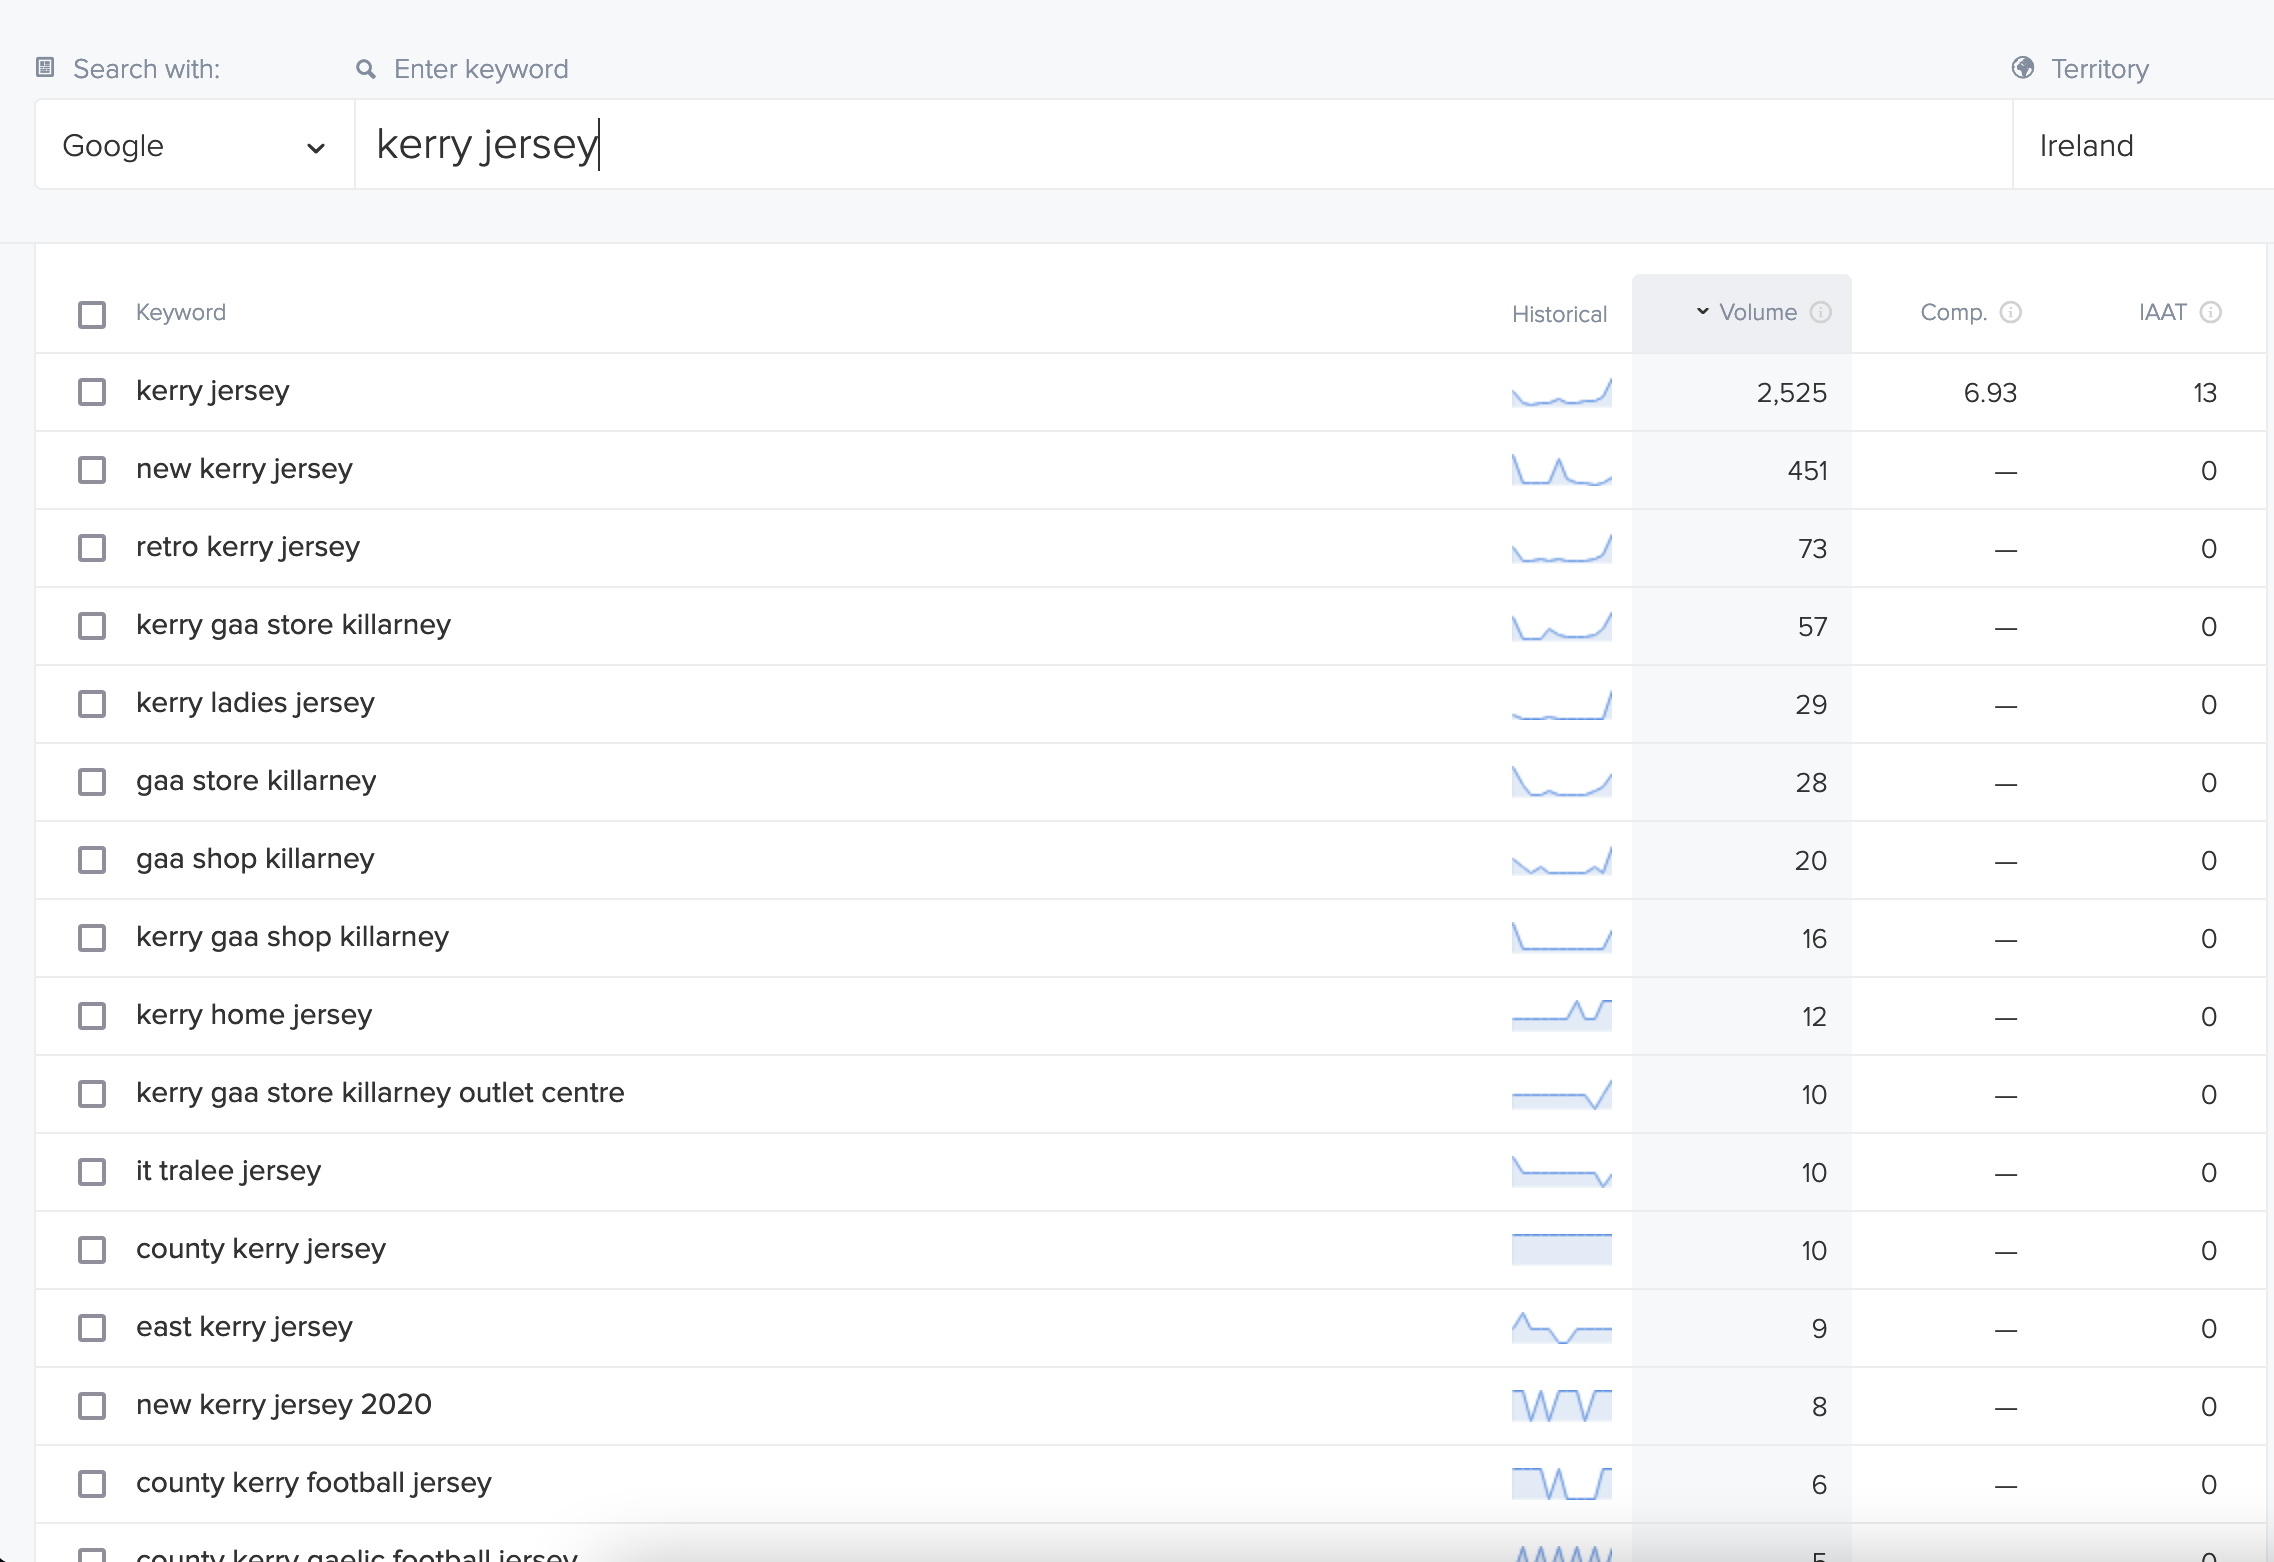 Search with: Enter keyword Territory
Google kerry jersey Ireland
Keyword Historical Volume Comp. IAAT
kerry jersey 2,525 6.93 13
new kerry jersey 451 — 0
retro kerry jersey 73 — 0
kerry gaa store killarney 57 — 0
kerry ladies jersey 29 — 0
gaa store killarney 28 — 0
gaa shop killarney 20 — 0
kerry gaa shop killarney 16 — 0
kerry home jersey 12 — 0
kerry gaa store killarney outlet centre 10 — 0
it tralee jersey 10 — 0
county kerry jersey 10 — 0
east kerry jersey 9 — 0
new kerry jersey 2020 8 — 0
county kerry football jersey 6 — 0
county kerry gaelic football jersey 5 0